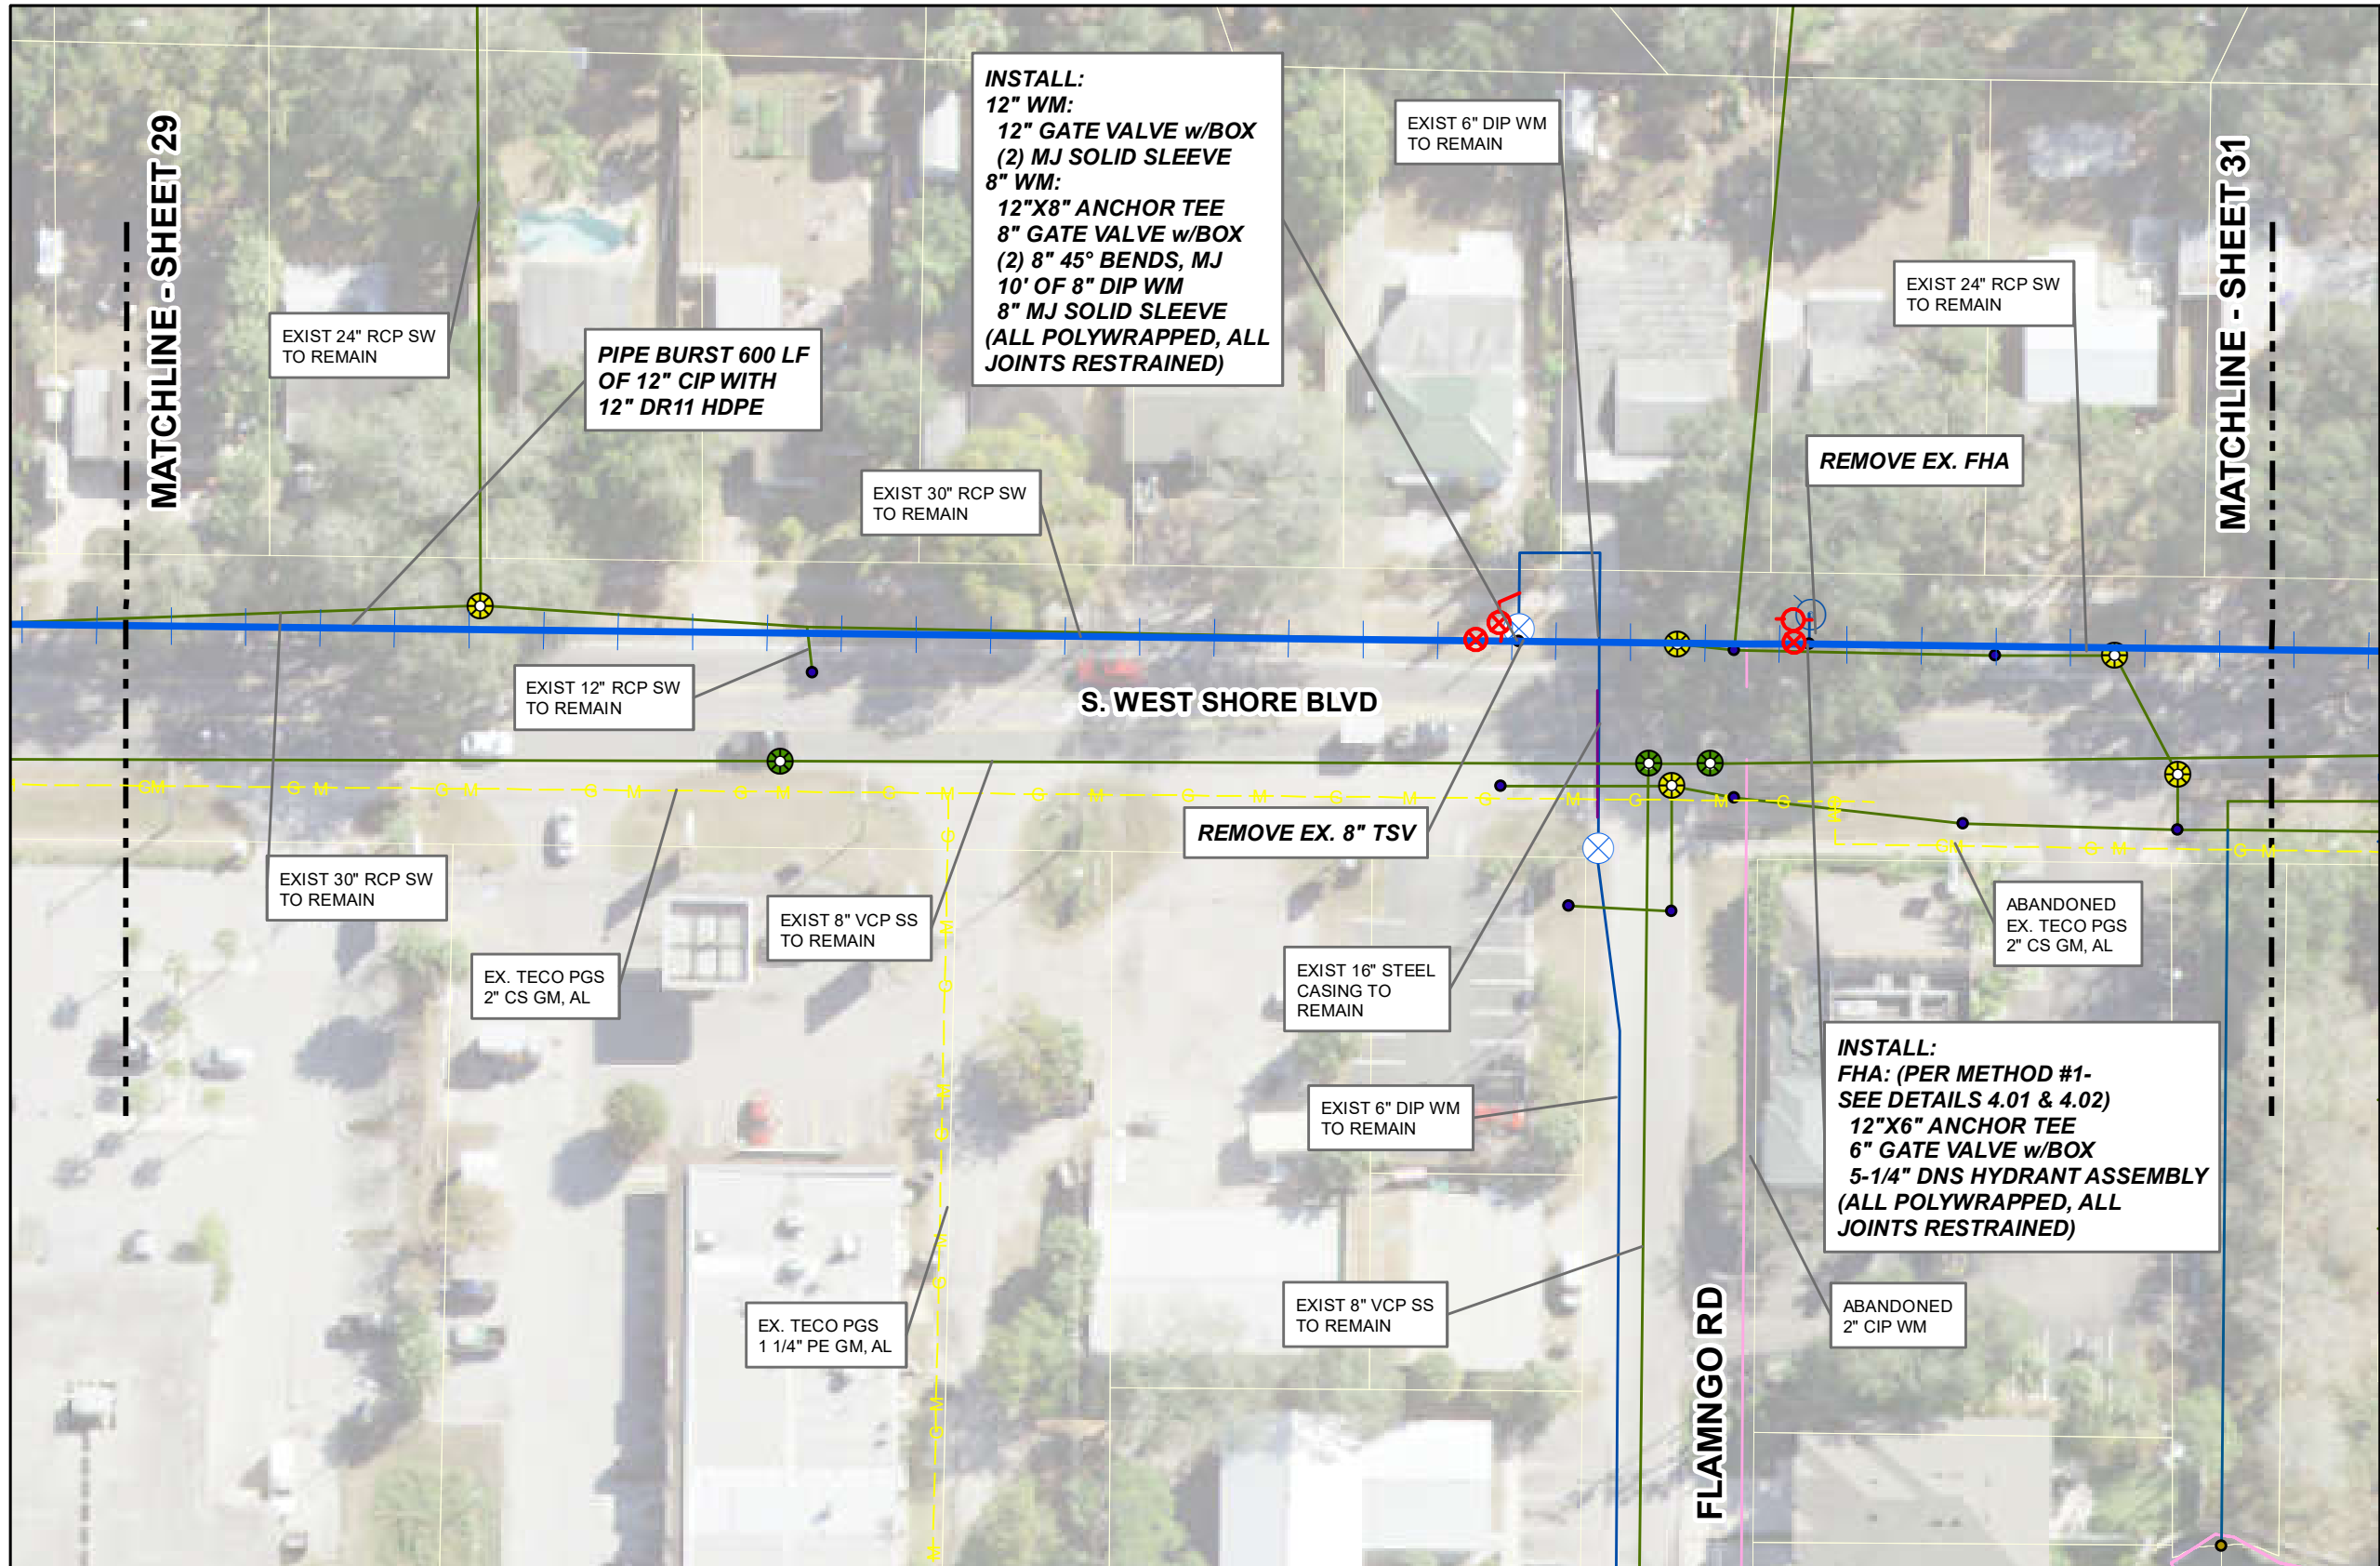 MATCHLINE - SHEET 29
EXIST 24" RCP SW
TO REMAIN
PIPE BURST 600 LF
OF 12" CIP WITH
12" DR11 HDPE
INSTALL:
12" WM:
12" GATE VALVE w/BOX
(2) MJ SOLID SLEEVE
8" WM:
12"X8" ANCHOR TEE
8" GATE VALVE w/BOX
(2) 8" 45° BENDS, MJ
10' OF 8" DIP WM
8" MJ SOLID SLEEVE
(ALL POLYWRAPPED, ALL
JOINTS RESTRAINED)
EXIST 6" DIP WM
TO REMAIN
EXIST 24" RCP SW
TO REMAIN
MATCHLINE - SHEET 31
REMOVE EX. FHA
EXIST 30" RCP SW
TO REMAIN
EXIST 12" RCP SW
TO REMAIN
S. WEST SHORE BLVD
GM G M G M G M G M G M G M G M G M G M G M G
GM G M G M
REMOVE EX. 8" TSV
EXIST 30" RCP SW
TO REMAIN
EXIST 8" VCP SS
TO REMAIN
EX. TECO PGS
2" CS GM, AL
EXIST 16" STEEL
CASING TO
REMAIN
ABANDONED
EX. TECO PGS
2" CS GM, AL
EXIST 6" DIP WM
TO REMAIN
INSTALL:
FHA: (PER METHOD #1-
SEE DETAILS 4.01 & 4.02)
12"X6" ANCHOR TEE
6" GATE VALVE w/BOX
5-1/4" DNS HYDRANT ASSEMBLY
(ALL POLYWRAPPED, ALL
JOINTS RESTRAINED)
EX. TECO PGS
1 1/4" PE GM, AL
EXIST 8" VCP SS
TO REMAIN
FLAMNGO RD
ABANDONED
2" CIP WM